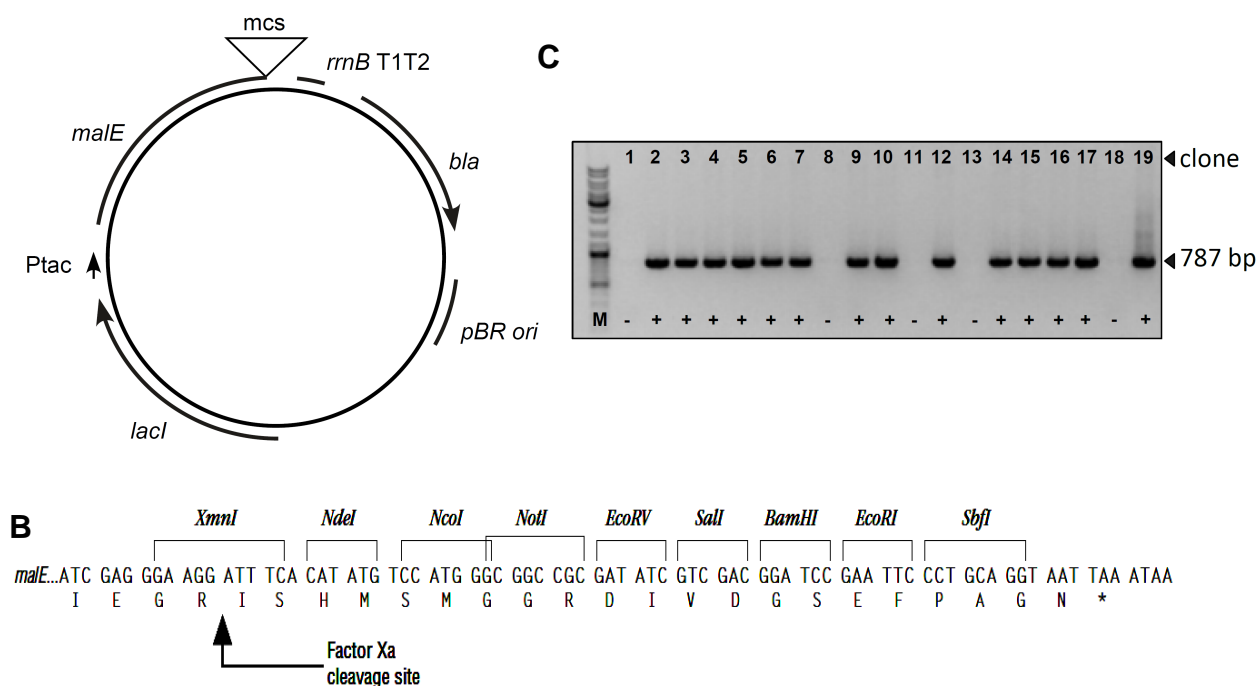 mcs
rrnB T1T2
malE
bla
Ptac
pBR ori
lacI
C
1 2 3 4 5 6 7 8 9 10 11 12 13 14 15 16 17 18 19 clone
787 bp
M - + + + + + + - + + - + - + + + + - +
B
XmnI NdeI NcoI NotI EcoRV SalI BamHI EcoRI SbfI
malE...ATC GAG GGA AGG ATT TCA CAT ATG TCC ATG GGC GGC CGC GAT ATC GTC GAC GGA TCC GAA TTC CCT GCA GGT AAT TAA ATAA
I E G R I S H M S M G G R D I V D G S E F P A G N *
Factor Xa
cleavage site